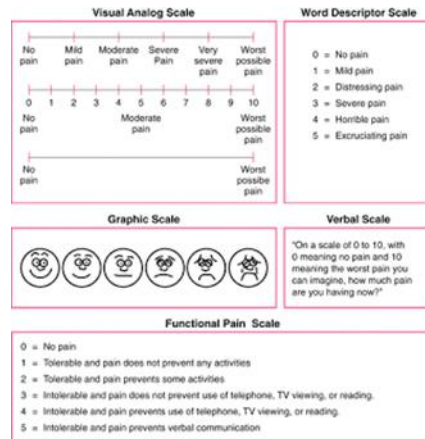 Visual Analog Scale
No pain Mild pain Moderate pain Severe Pain Very severe pain Worst possible pain
0 1 2 3 4 5 6 7 8 9 10
No pain Moderate pain Worst possible pain
No pain Worst possibe pain
Word Descriptor Scale
0 = No pain
1 = Mild pain
2 = Distressing pain
3 = Severe pain
4 = Horrible pain
5 = Excruciating pain
Graphic Scale
Verbal Scale
"On a scale of 0 to 10, with
0 meaning no pain and 10
meaning the worst pain you
can imagine, how much pain
are you having now?"
Functional Pain Scale
0 = No pain
1 = Tolerable and pain does not prevent any activities
2 = Tolerable and pain prevents some activities
3 = Intolerable and pain does not prevent use of telephone, TV viewing, or reading.
4 = Intolerable and pain prevents use of telephone, TV viewing, or reading.
5 = Intolerable and pain prevents verbal communication